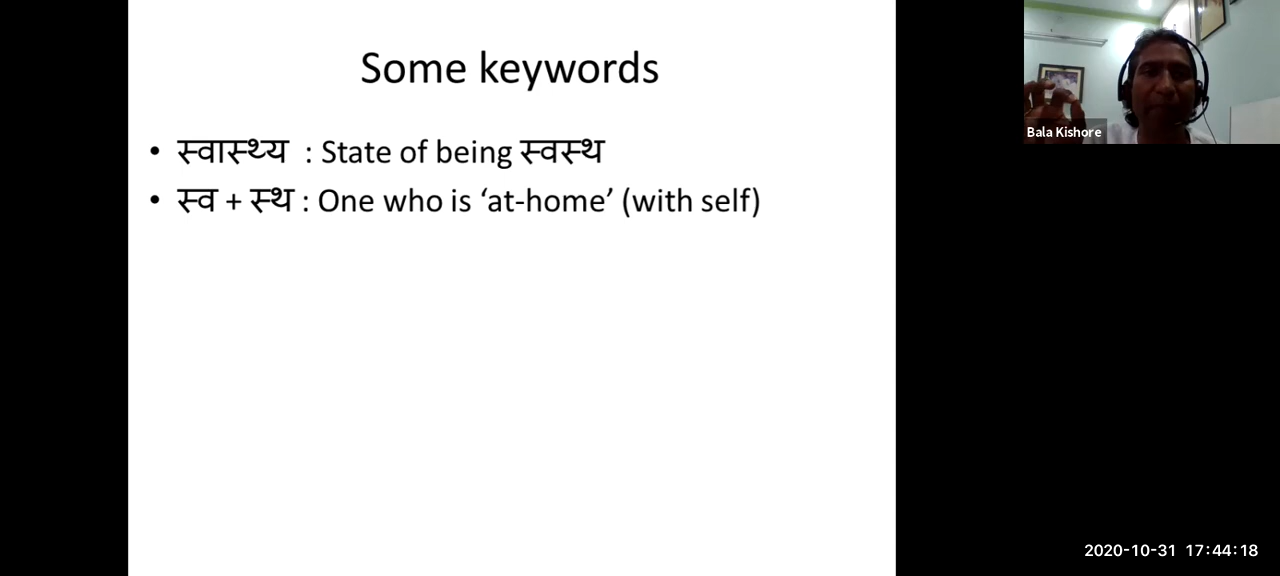 Some keywords
• स्वास्थ्य : State of being स्वस्थ
• स्व + स्थ : One who is ‘at-home’ (with self)
Bala Kishore
2020-10-31 17:44:18